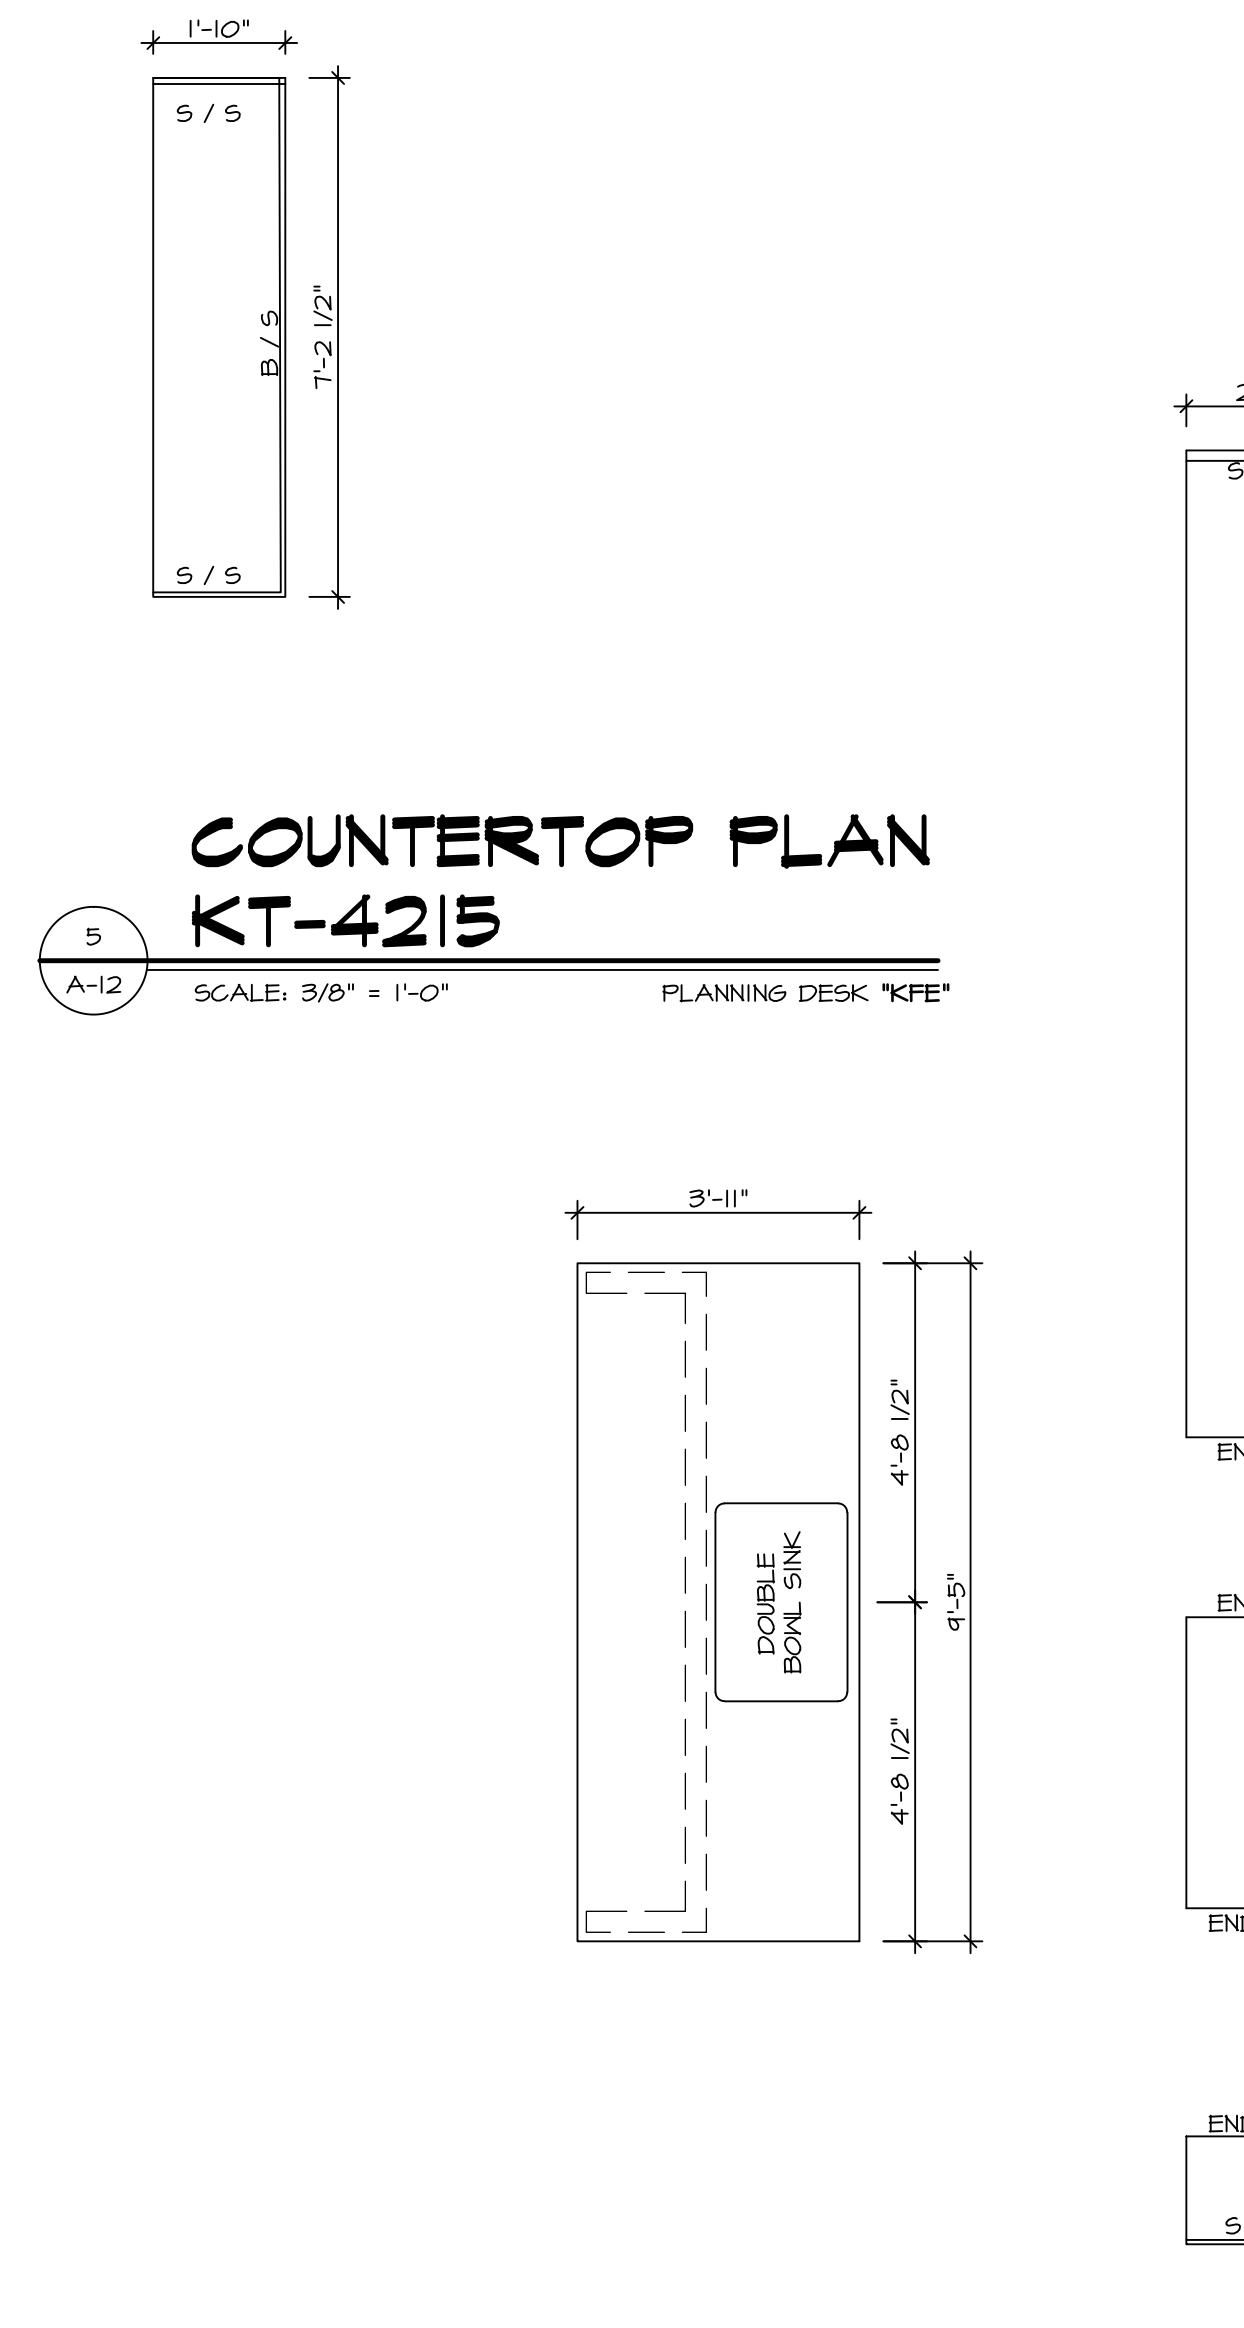 1'-10"
S / S
B / S
7'-2 1/2"
S / S
COUNTERTOP PLAN
KT-4215
5
A-12
SCALE: 3/8" = 1'-0"
PLANNING DESK "KFE"
3'-11"
4'-8 1/2"
DOUBLE
BOWL SINK
9'-5"
4'-8 1/2"